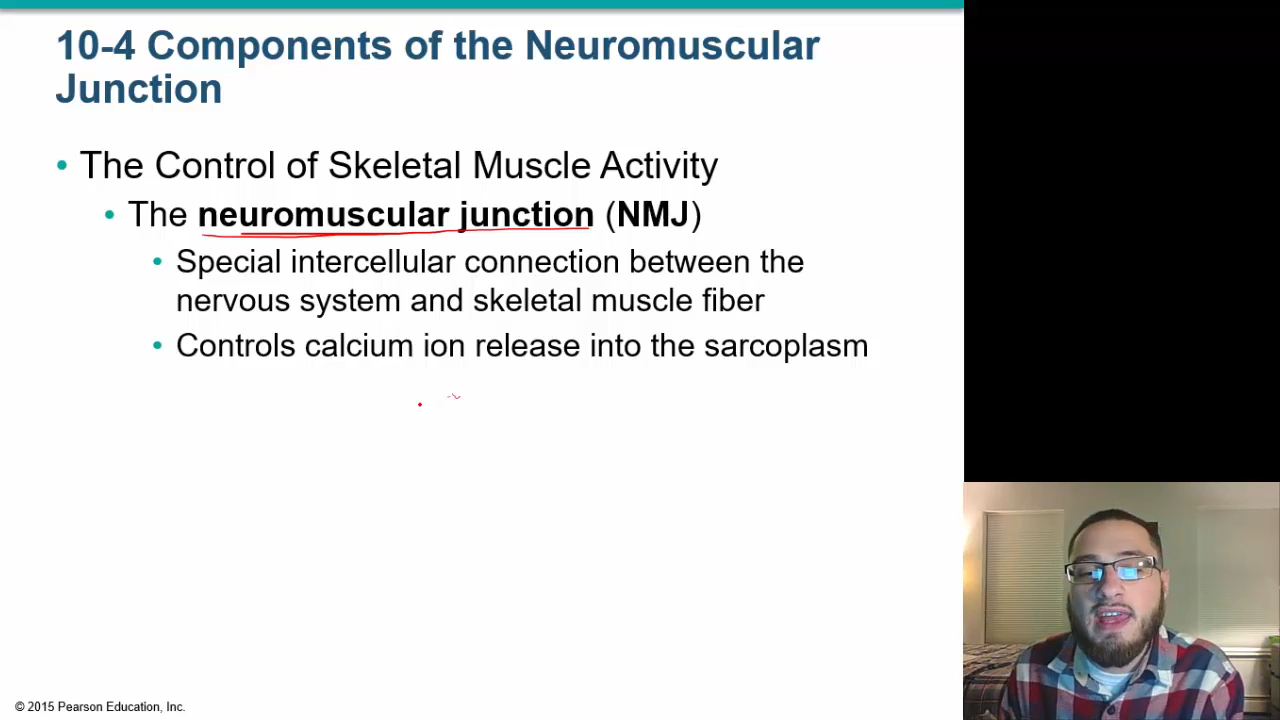 10-4 Components of the Neuromuscular
Junction
• The Control of Skeletal Muscle Activity
• The neuromuscular junction (NMJ)
• Special intercellular connection between the
nervous system and skeletal muscle fiber
• Controls calcium ion release into the sarcoplasm
© 2015 Pearson Education, Inc.